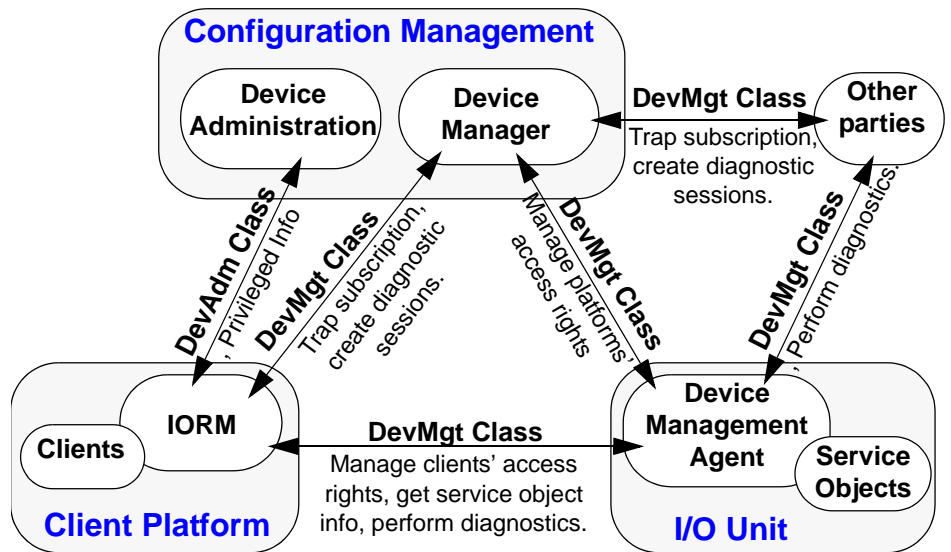 Configuration Management
Device
Administration
Device
Manager
DevMgt Class
Trap subscription,
create diagnostic
sessions.
Other
parties
DevAdm Class
, Privileged Info
DevMgt Class
Trap subscription,
create diagnostic
sessions.
DevMgt Class
Manage platforms'
access rights
DevMgt Class
, Perform diagnostics.
IORM
Clients
Client Platform
DevMgt Class
Manage clients' access
rights, get service object
info, perform diagnostics.
Device
Management
Agent
Service
Objects
I/O Unit